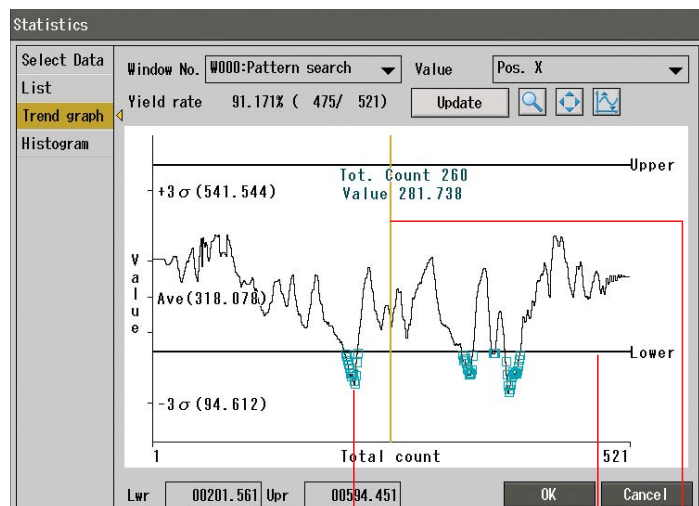 Statistics
Select Data
List
Trend graph
Histogram
Window No. W000:Pattern search Value Pos. X
Yield rate 91.171% ( 475/ 521) Update
Upper
Tot. Count 260
Value 281.738
+3σ(541.544)
Value
Ave(318.078)
Lower
-3σ(94.612)
1 Total count 521
Lwr 00201.561 Upr 00594.451 OK Cancel